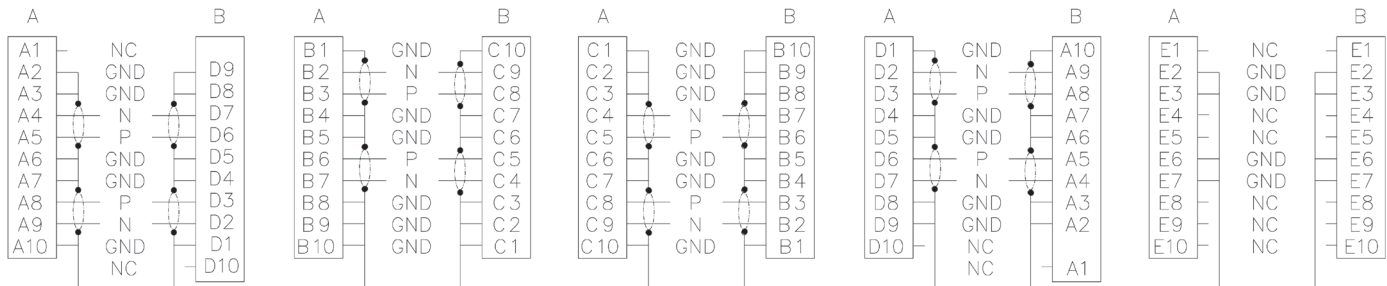 A B
A1 NC
A2 GND D9
A3 GND D8
A4 N D7
A5 P D6
A6 GND D5
A7 GND D4
A8 P D3
A9 N D2
A10 GND D1
NC D10
A B
B1 GND C10
B2 N C9
B3 P C8
B4 GND C7
B5 GND C6
B6 P C5
B7 N C4
B8 GND C3
B9 GND C2
B10 GND C1
A B
C1 GND B10
C2 GND B9
C3 GND B8
C4 N B7
C5 P B6
C6 GND B5
C7 GND B4
C8 P B3
C9 N B2
C10 GND B1
A B
D1 GND A10
D2 N A9
D3 P A8
D4 GND A7
D5 GND A6
D6 P A5
D7 N A4
D8 GND A3
D9 GND A2
D10 NC
NC A1
A B
E1 NC E1
E2 GND E2
E3 GND E3
E4 NC E4
E5 NC E5
E6 GND E6
E7 GND E7
E8 NC E8
E9 NC E9
E10 NC E10